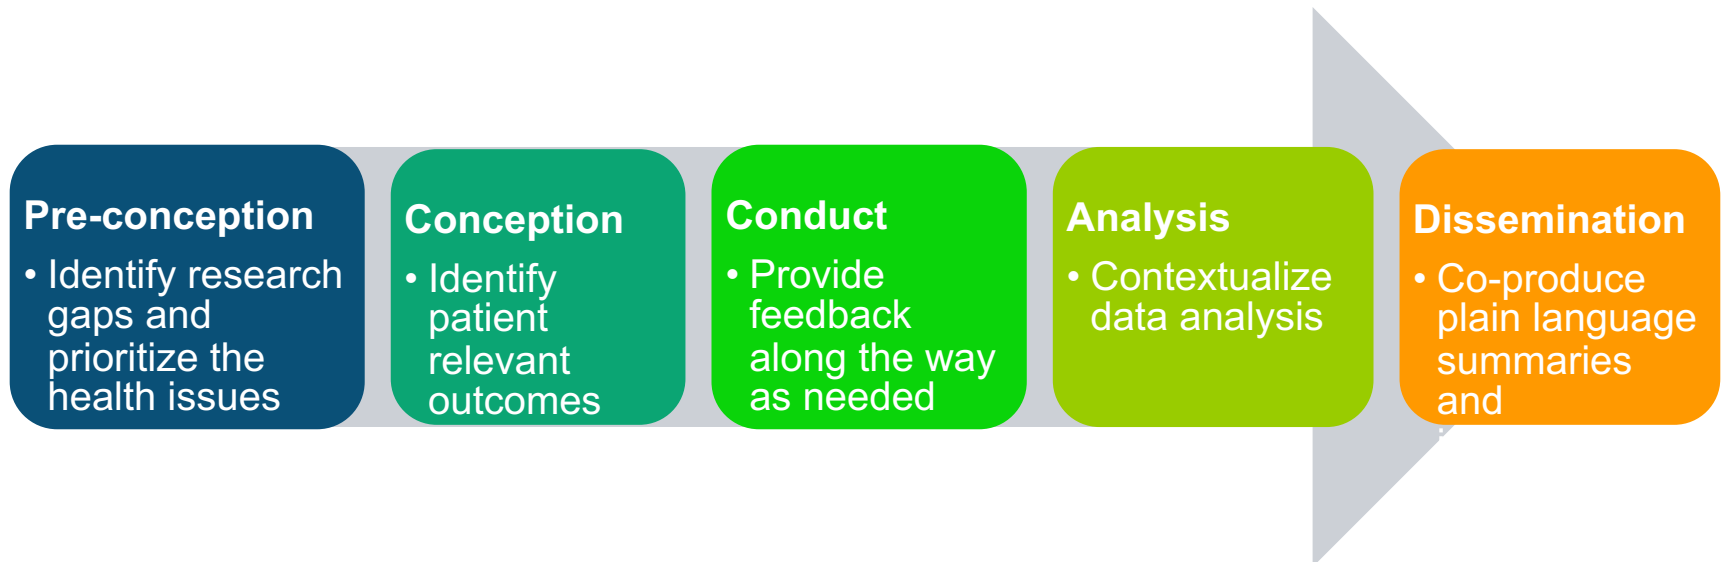 Pre-conception
• Identify research
gaps and
prioritize the
health issues
Conception
• Identify
patient
relevant
outcomes
Conduct
• Provide
feedback
along the way
as needed
Analysis
• Contextualize
data analysis
Dissemination
• Co-produce
plain language
summaries
and